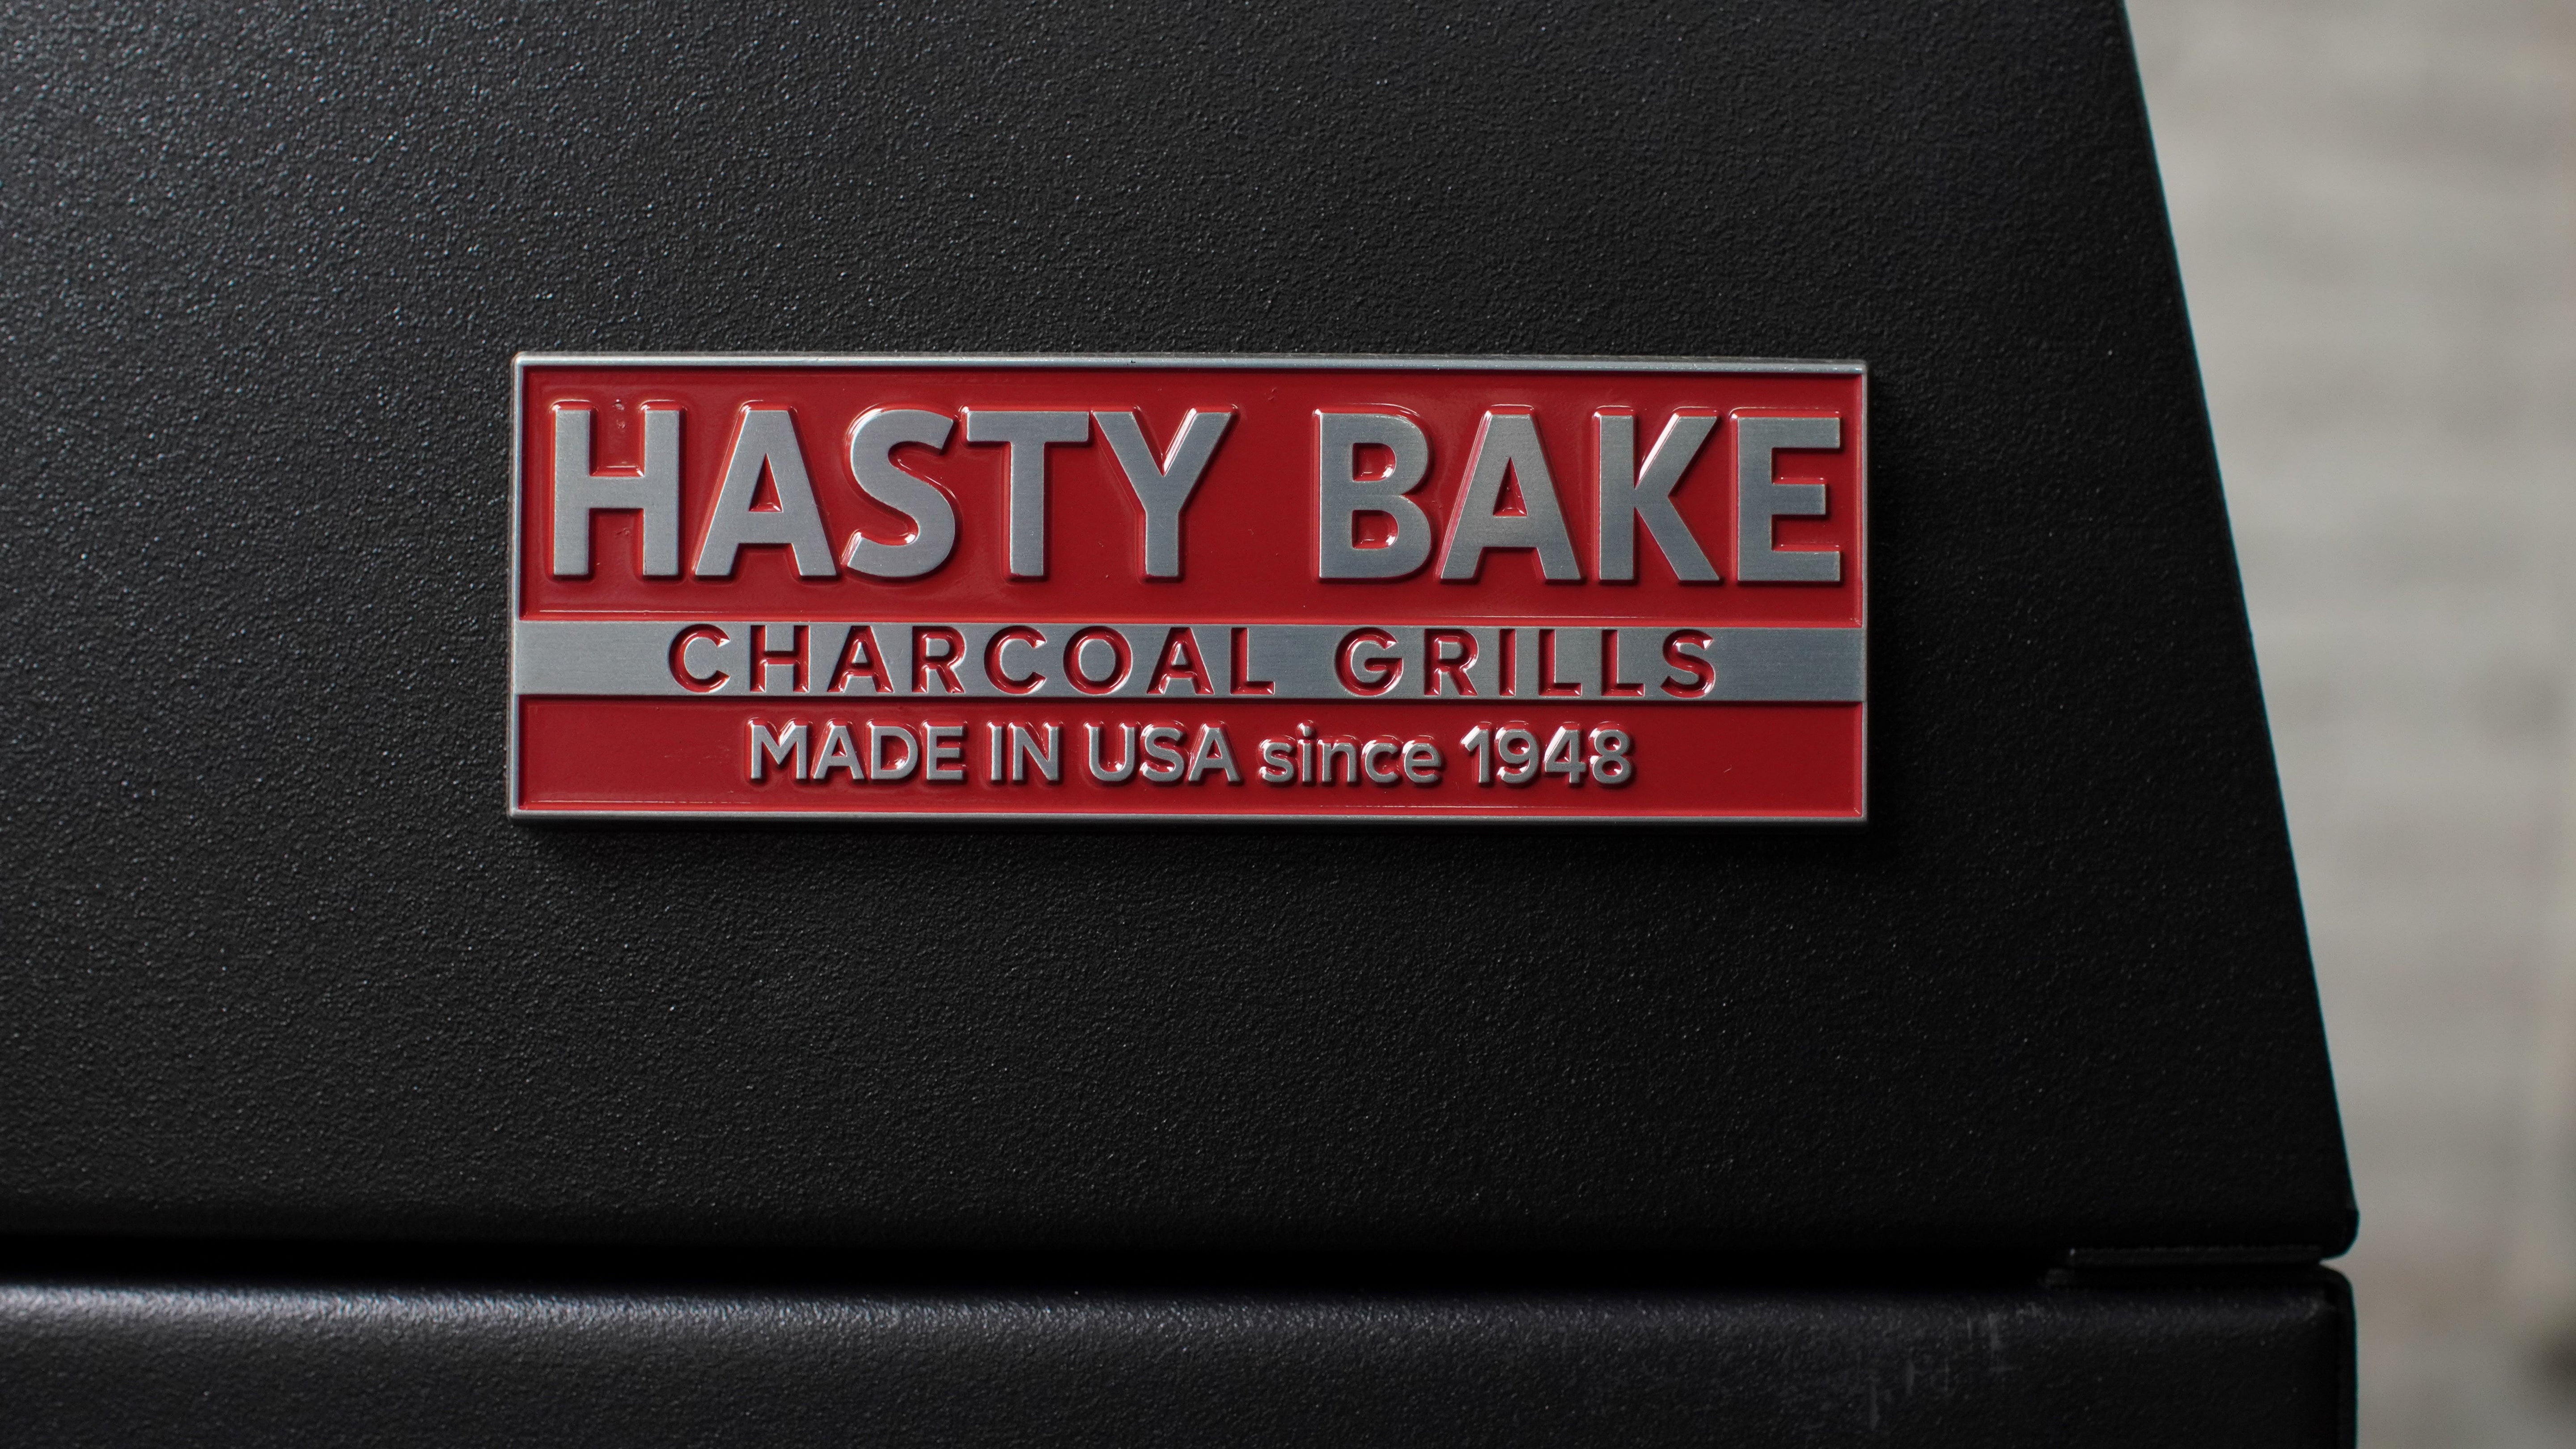 HASTY BAKE
CHARCOAL GRILLS
MADE IN USA since 1948